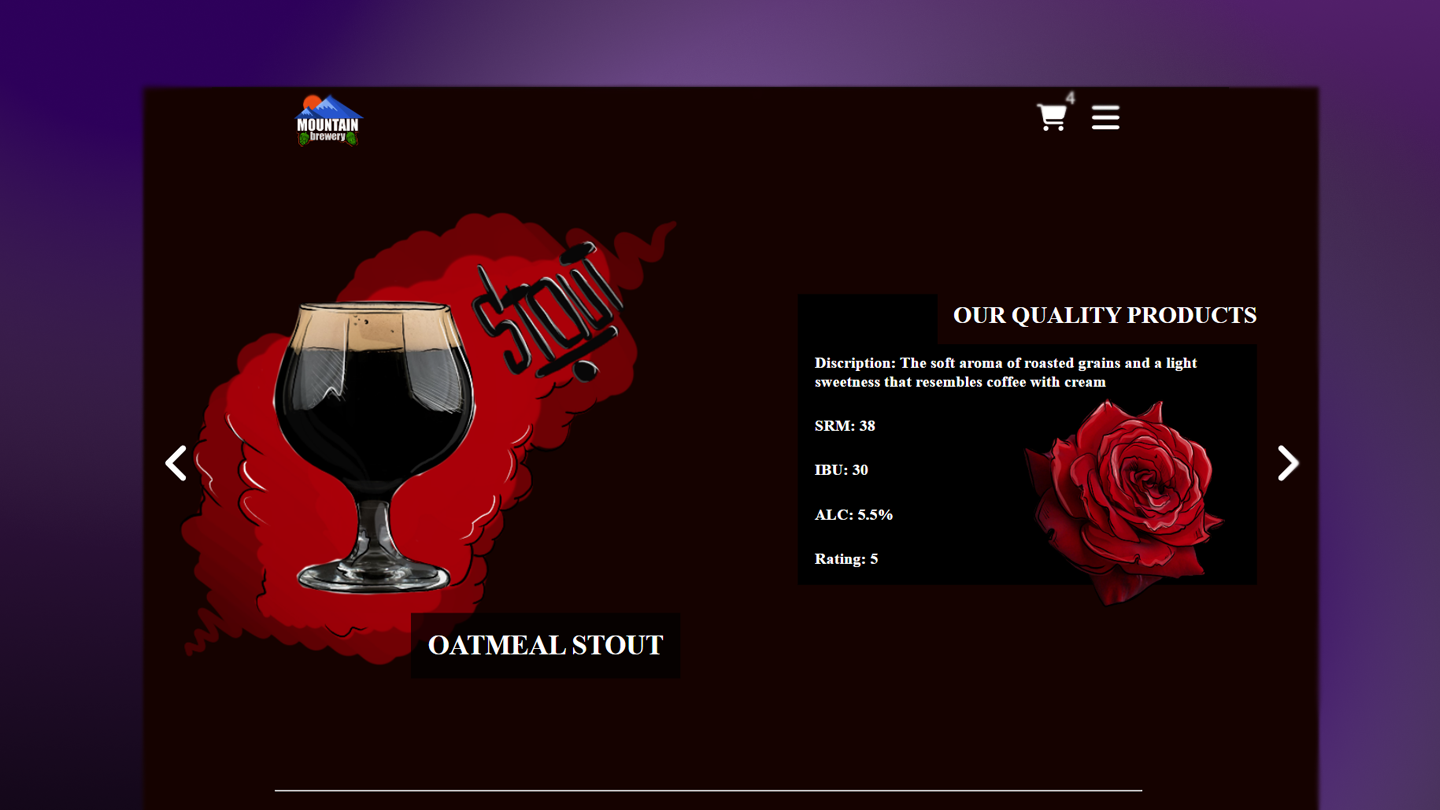 MOUNTAIN
brewery
4
Stout
OUR QUALITY PRODUCTS
Discription: The soft aroma of roasted grains and a light
sweetness that resembles coffee with cream
SRM: 38
IBU: 30
ALC: 5.5%
Rating: 5
OATMEAL STOUT